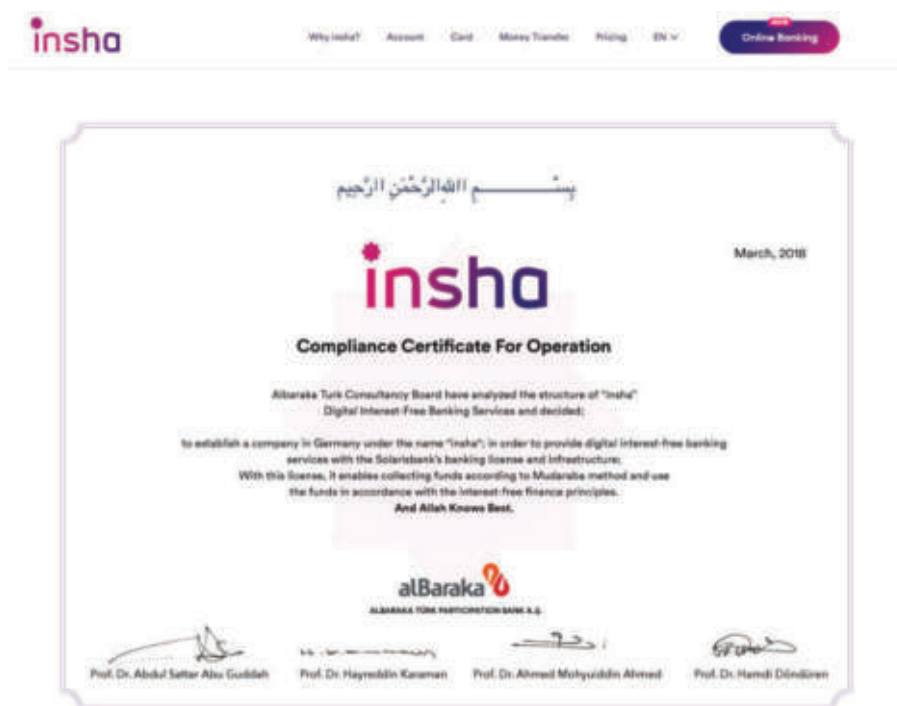 insha
Why insha? Account Card Money Transfer Pricing EN
Online Banking
بِسْــــــمِ اللهِ الرَّحْمَنِ الرَّحِيمِ
March, 2018
insha
Compliance Certificate For Operation
Albaraka Turk Consultancy Board have analyzed the structure of "insha"
Digital Interest-Free Banking Services and decided;
to establish a company in Germany under the name "insha"; in order to provide digital interest-free banking
services with the Solarisbank's banking license and infrastructure;
With this license, it enables collecting funds according to Mudaraba method and use
the funds in accordance with the interest-free finance principles.
And Allah Knows Best.
alBaraka
ALBARAKA TÜRK PARTICIPATION BANK A.Ş.
Prof. Dr. Abdul Sattar Abu Guddah Prof. Dr. Hayreddin Karaman Prof. Dr. Ahmed Mohyuiddin Ahmed Prof. Dr. Hamdi Döndüren